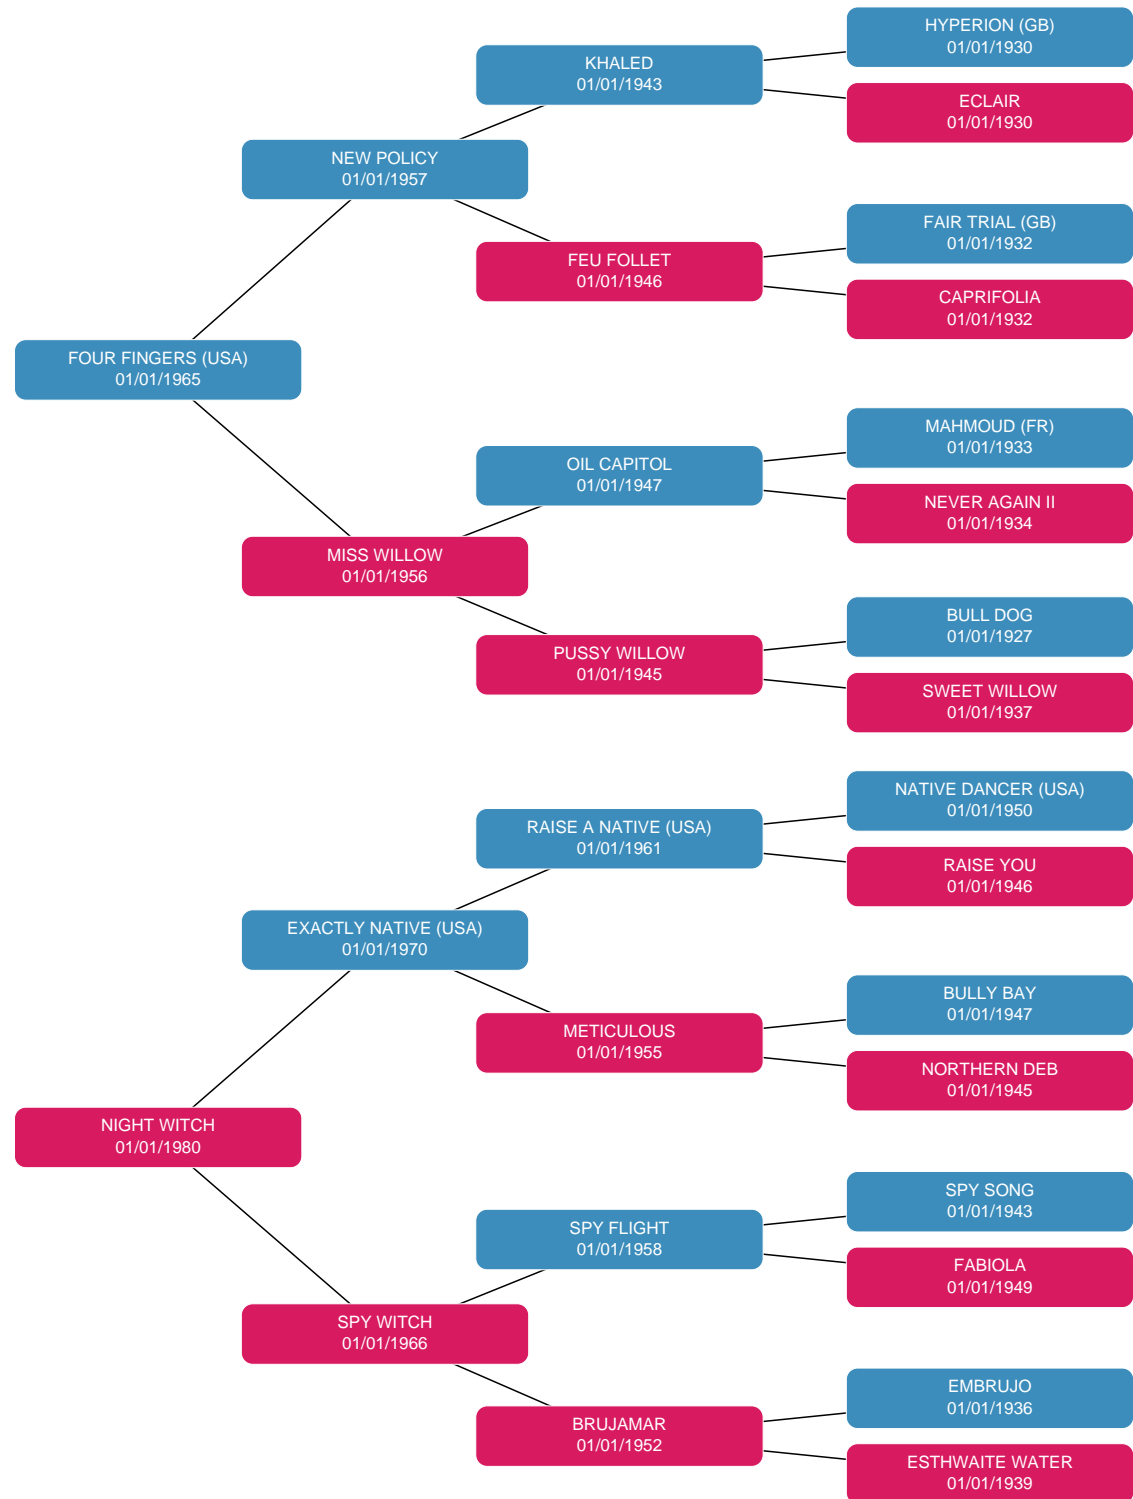 HYPERION (GB)
01/01/1930
KHALED
01/01/1943
ECLAIR
01/01/1930
NEW POLICY
01/01/1957
FAIR TRIAL (GB)
01/01/1932
FEU FOLLET
01/01/1946
CAPRIFOLIA
01/01/1932
FOUR FINGERS (USA)
01/01/1965
MAHMOUD (FR)
01/01/1933
OIL CAPITOL
01/01/1947
NEVER AGAIN II
01/01/1934
MISS WILLOW
01/01/1956
BULL DOG
01/01/1927
PUSSY WILLOW
01/01/1945
SWEET WILLOW
01/01/1937
NATIVE DANCER (USA)
01/01/1950
RAISE A NATIVE (USA)
01/01/1961
RAISE YOU
01/01/1946
EXACTLY NATIVE (USA)
01/01/1970
BULLY BAY
01/01/1947
METICULOUS
01/01/1955
NORTHERN DEB
01/01/1945
NIGHT WITCH
01/01/1980
SPY SONG
01/01/1943
SPY FLIGHT
01/01/1958
FABIOLA
01/01/1949
SPY WITCH
01/01/1966
EMBRUJO
01/01/1936
BRUJAMAR
01/01/1952
ESTHWAITE WATER
01/01/1939